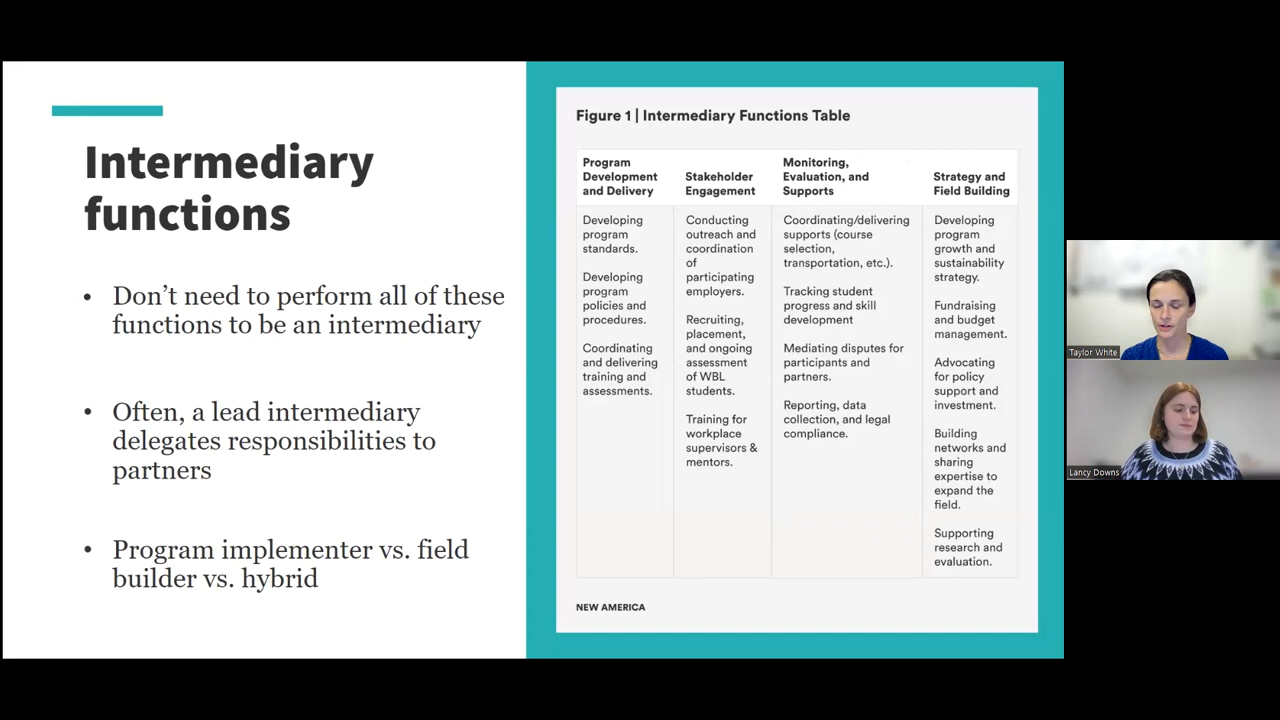 Intermediary
functions
• Don’t need to perform all of these
functions to be an intermediary
• Often, a lead intermediary
delegates responsibilities to
partners
• Program implementer vs. field
builder vs. hybrid
Figure 1 | Intermediary Functions Table
Program
Development
and Delivery
Developing
program
standards.
Developing
program
policies and
procedures.
Coordinating
and delivering
training and
assessments.
Stakeholder
Engagement
Conducting
outreach and
coordination
of
participating
employers.
Recruiting,
placement,
and ongoing
assessment
of WBL
students.
Training for
workplace
supervisors &
mentors.
Monitoring,
Evaluation, and
Supports
Coordinating/delivering
supports (course
selection,
transportation, etc.).
Tracking student
progress and skill
development
Mediating disputes for
participants and
partners.
Reporting, data
collection, and legal
compliance.
Strategy and
Field Building
Developing
program
growth and
sustainability
strategy.
Fundraising
and budget
management.
Advocating
for policy
support and
investment.
Building
networks and
sharing
expertise to
expand the
field.
Supporting
research and
evaluation.
NEW AMERICA
Taylor White
Lancy Downs